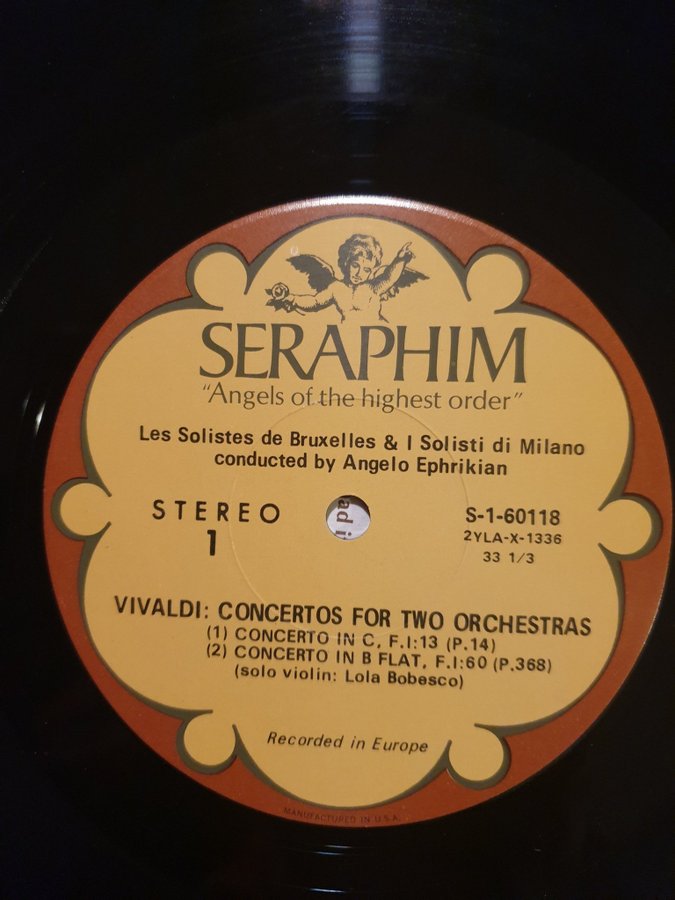 SERAPHIM
"Angels of the highest order"
Les Solistes de Bruxelles & I Solisti di Milano
conducted by Angelo Ephrikian
STEREO
1
S-1-60118
2YLA-X-1336
33 1/3
VIVALDI: CONCERTOS FOR TWO ORCHESTRAS
(1) CONCERTO IN C, F.I:13 (P.14)
(2) CONCERTO IN B FLAT, F.I:60 (P.368)
(solo violin: Lola Bobesco)
Recorded in Europe
MANUFACTURED IN U.S.A.